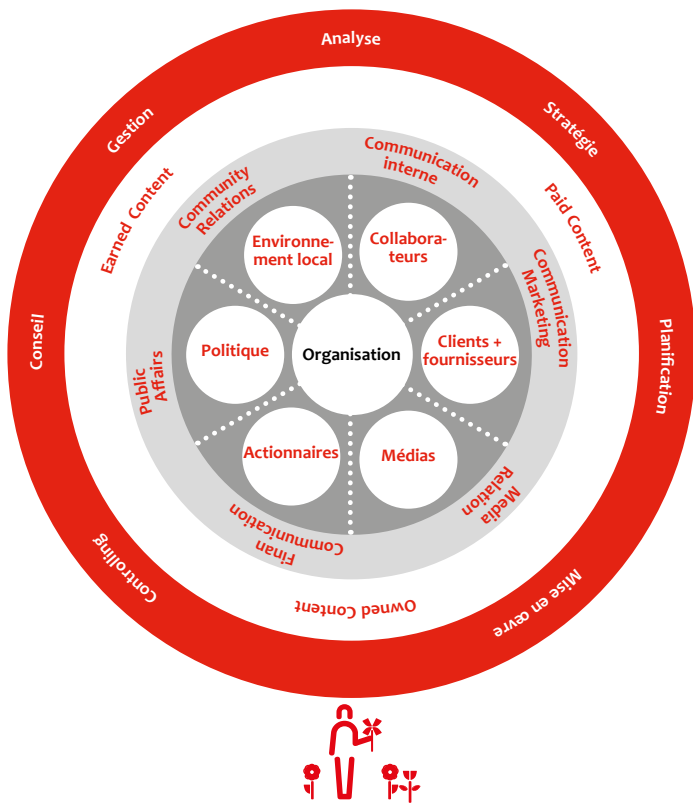 Analyse
Stratégie
Planification
Mise en œvre
Controlling
Conseil
Gestion
Earned Content
Paid Content
Owned Content
Community
Relations
Communication
interne
Communication
Marketing
Media
Relation
Finan
Communication
Public
Affairs
Environne-
ment local
Collabora-
teurs
Politique
Organisation
Clients +
fournisseurs
Actionnaires
Médias